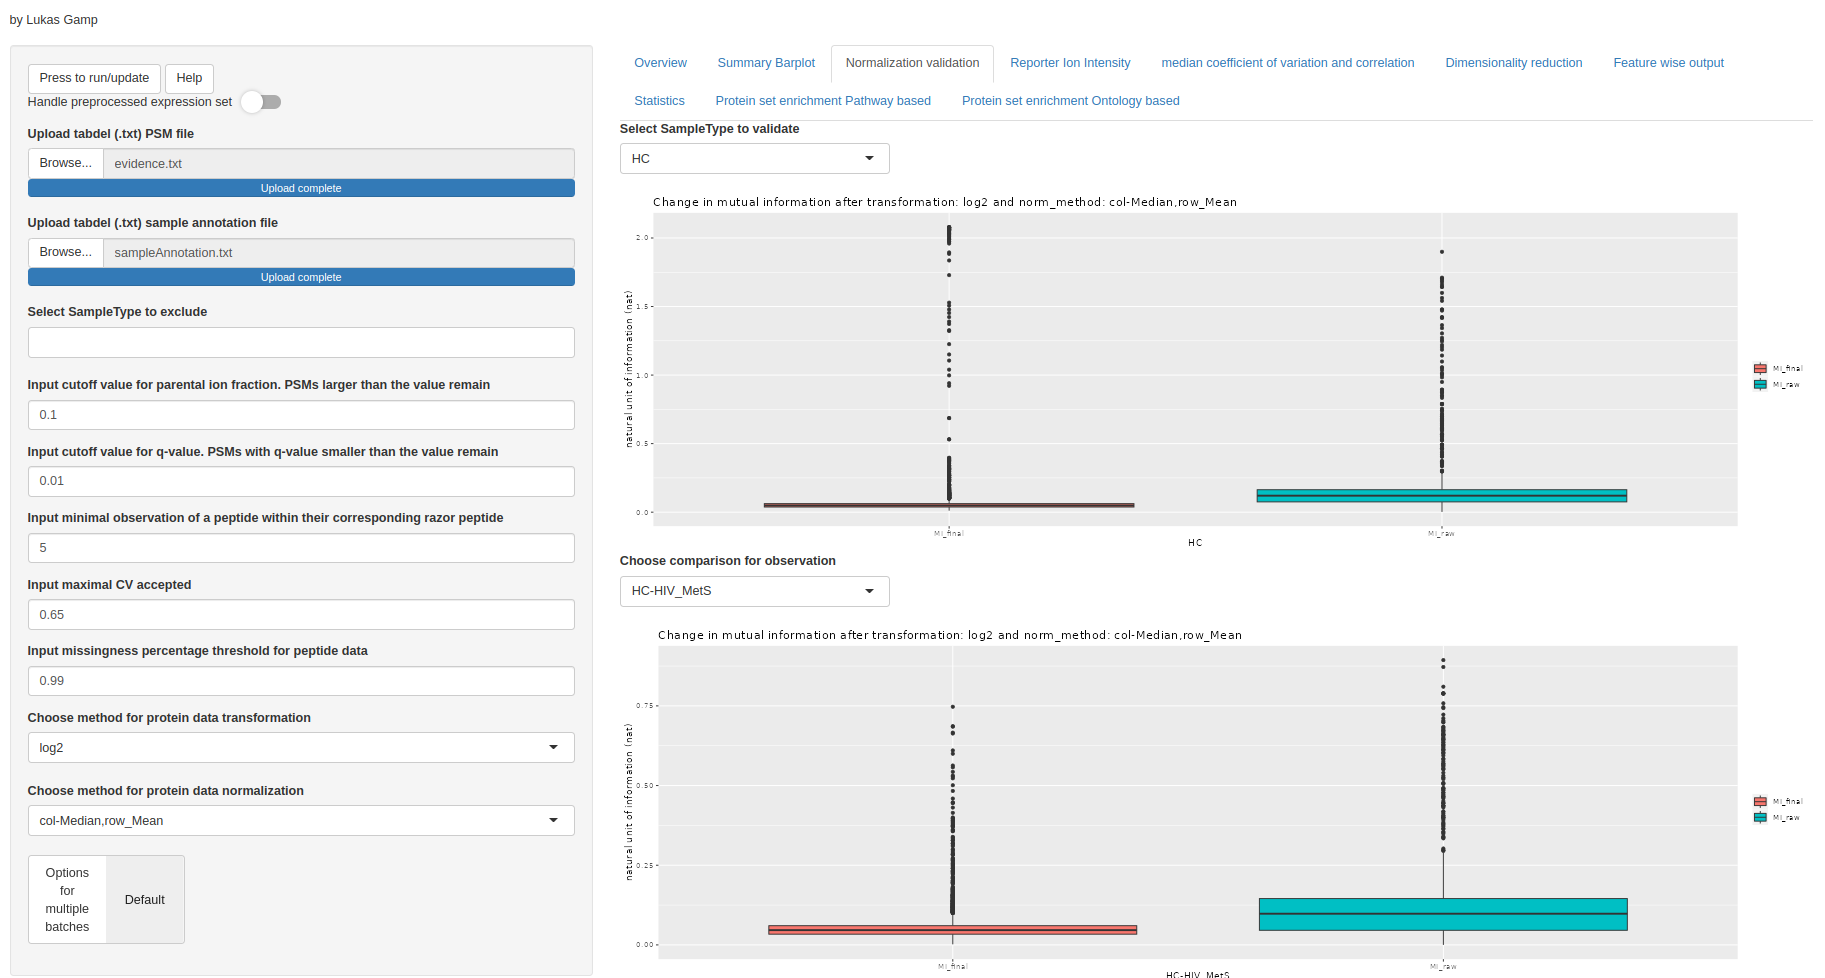 by Lukas Gamp
Press to run/update
Help
Handle preprocessed expression set
Upload tabdel (.txt) PSM file
Browse...
evidence.txt
Upload complete
Upload tabdel (.txt) sample annotation file
Browse...
sampleAnnotation.txt
Upload complete
Select SampleType to exclude
Input cutoff value for parental ion fraction. PSMs larger than the value remain
0.1
Input cutoff value for q-value. PSMs with q-value smaller than the value remain
0.01
Input minimal observation of a peptide within their corresponding razor peptide
5
Input maximal CV accepted
0.65
Input missingness percentage threshold for peptide data
0.99
Choose method for protein data transformation
log2
Choose method for protein data normalization
col-Median,row_Mean
Options
for
multiple
batches
Default
Overview
Summary Barplot
Normalization validation
Reporter Ion Intensity
median coefficient of variation and correlation
Dimensionality reduction
Feature wise output
Statistics
Protein set enrichment Pathway based
Protein set enrichment Ontology based
Select SampleType to validate
HC
Change in mutual information after transformation: log2 and norm_method: col-Median,row_Mean
natural unit of information (nat)
2.0
1.5
1.0
0.5
0.0
MI_final
MI_raw
HC
MI_final
MI_raw
Choose comparison for observation
HC-HIV_MetS
Change in mutual information after transformation: log2 and norm_method: col-Median,row_Mean
natural unit of information (nat)
0.75
0.50
0.25
0.00
MI_final
MI_raw
HC-HIV_MetS
MI_final
MI_raw